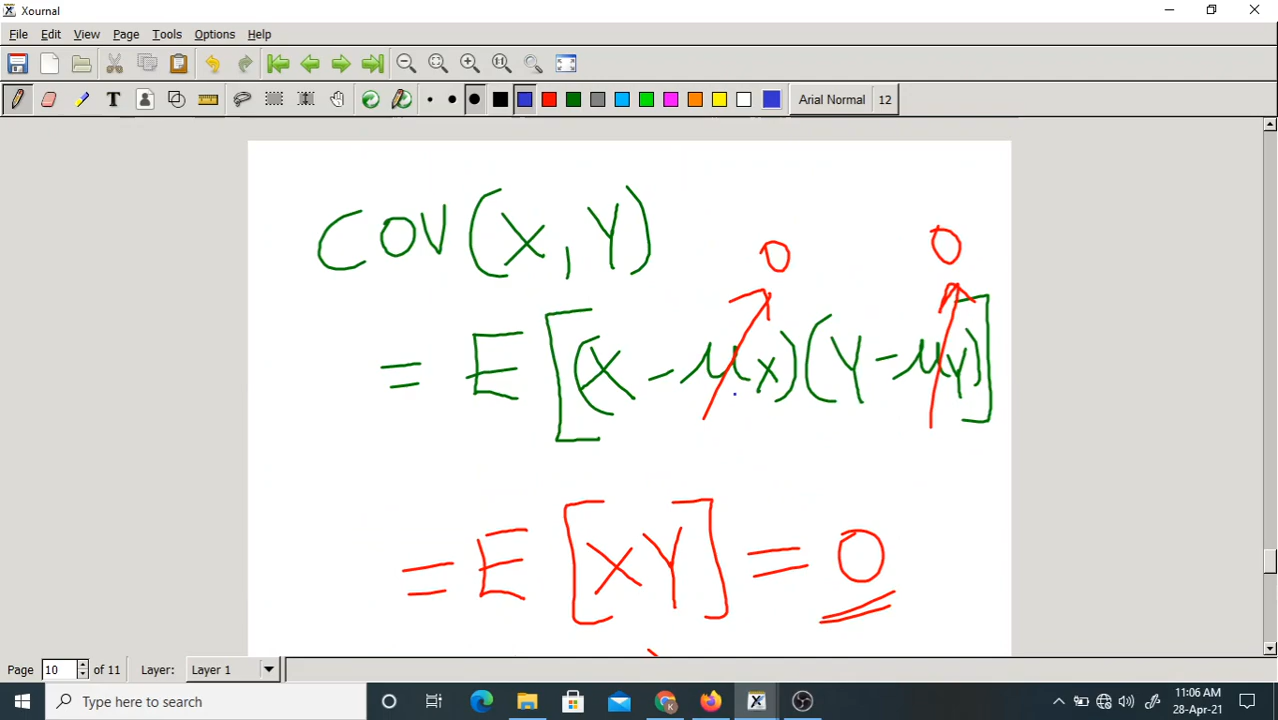 Xournal
File Edit View Page Tools Options Help
Arial Normal 12
COV(X,Y)
0 0
= E[(X-μx)(Y-μy]
= E[XY] = 0
Page 10 of 11 Layer: Layer 1
Type here to search
11:06 AM
28-Apr-21